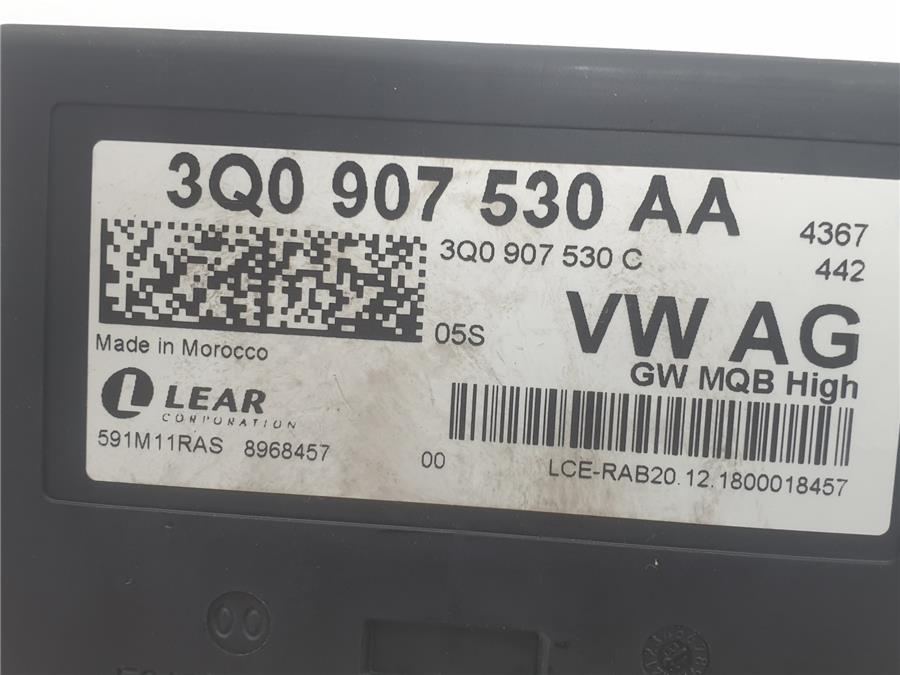 3Q0 907 530 AA
4367
3Q0 907 530 C
442
05S
VW AG
Made in Morocco
GW MQB High
LEAR
CORPORATION
591M11RAS 8968457
00
LCE-RAB20.12.1800018457
00